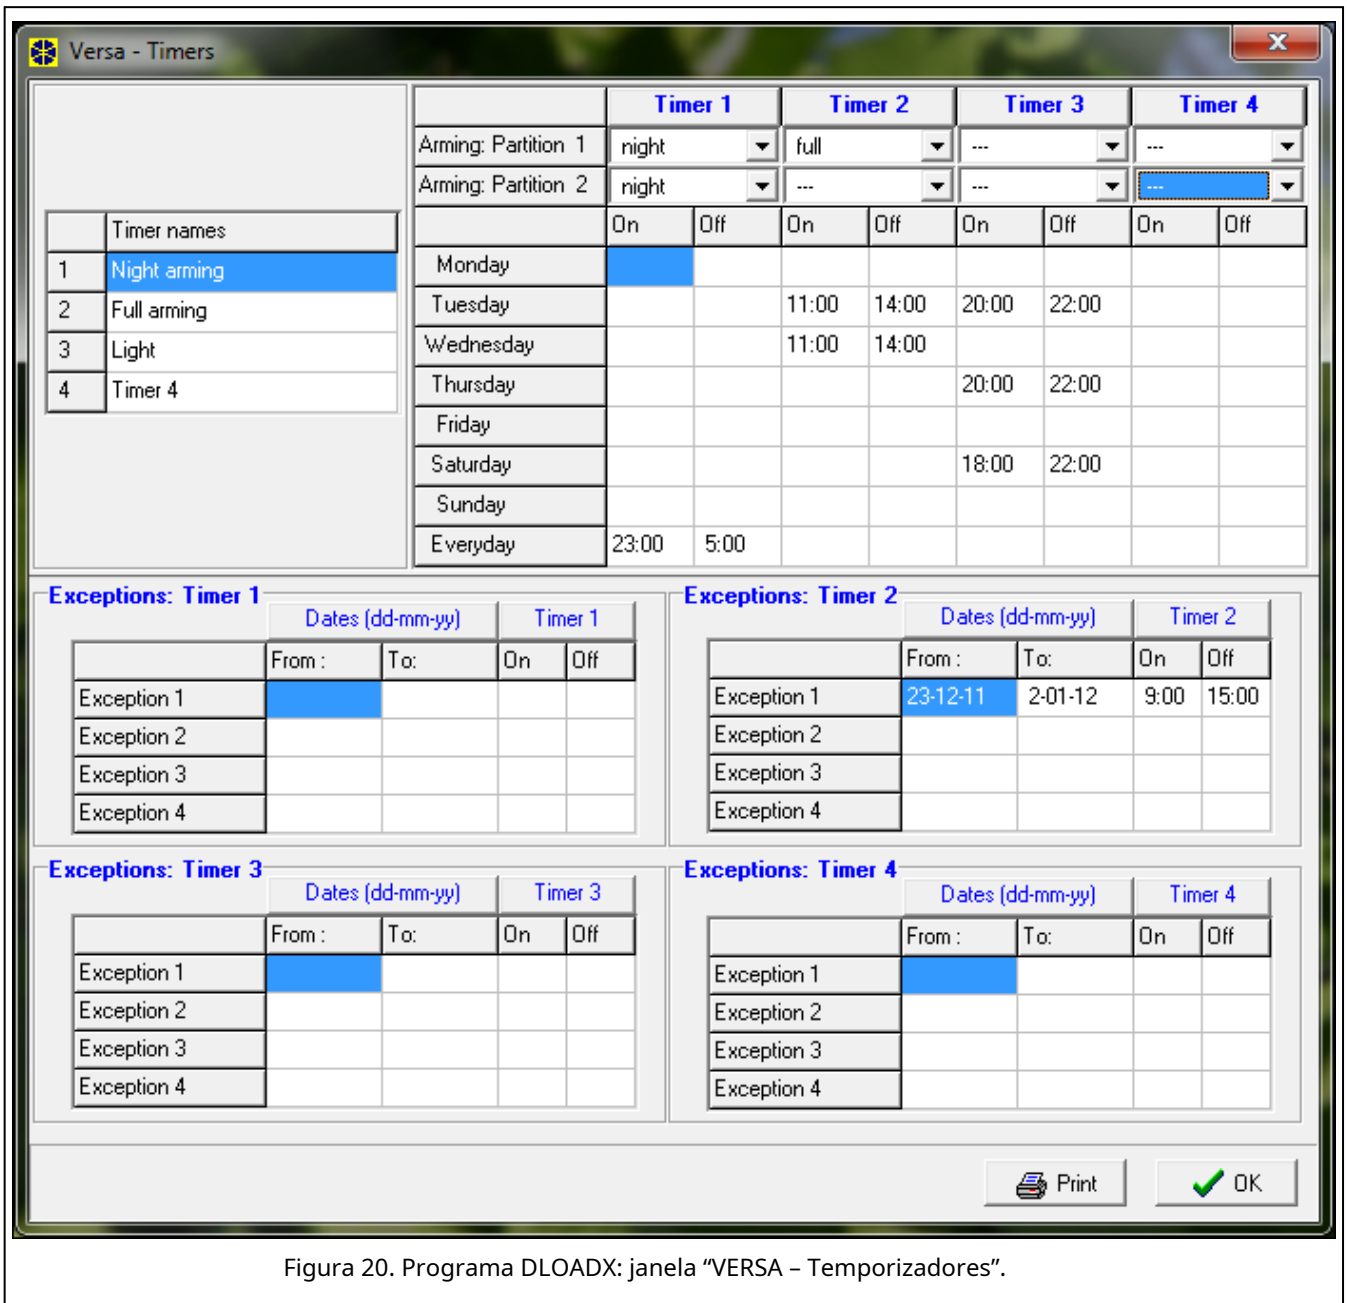 Versa - Timers
Timer 1 Timer 2 Timer 3 Timer 4
Arming: Partition 1 night full --- ---
Arming: Partition 2 night --- --- ---
On Off On Off On Off On Off
Timer names
1 Night arming
2 Full arming
3 Light
4 Timer 4
Monday
Tuesday 11:00 14:00 20:00 22:00
Wednesday 11:00 14:00
Thursday 20:00 22:00
Friday
Saturday 18:00 22:00
Sunday
Everyday 23:00 5:00
Exceptions: Timer 1
Dates (dd-mm-yy) Timer 1
From : To: On Off
Exception 1
Exception 2
Exception 3
Exception 4
Exceptions: Timer 2
Dates (dd-mm-yy) Timer 2
From : To: On Off
Exception 1 23-12-11 2-01-12 9:00 15:00
Exception 2
Exception 3
Exception 4
Exceptions: Timer 3
Dates (dd-mm-yy) Timer 3
From : To: On Off
Exception 1
Exception 2
Exception 3
Exception 4
Exceptions: Timer 4
Dates (dd-mm-yy) Timer 4
From : To: On Off
Exception 1
Exception 2
Exception 3
Exception 4
Print OK
Figura 20. Programa DLOADX: janela “VERSA – Temporizadores”.